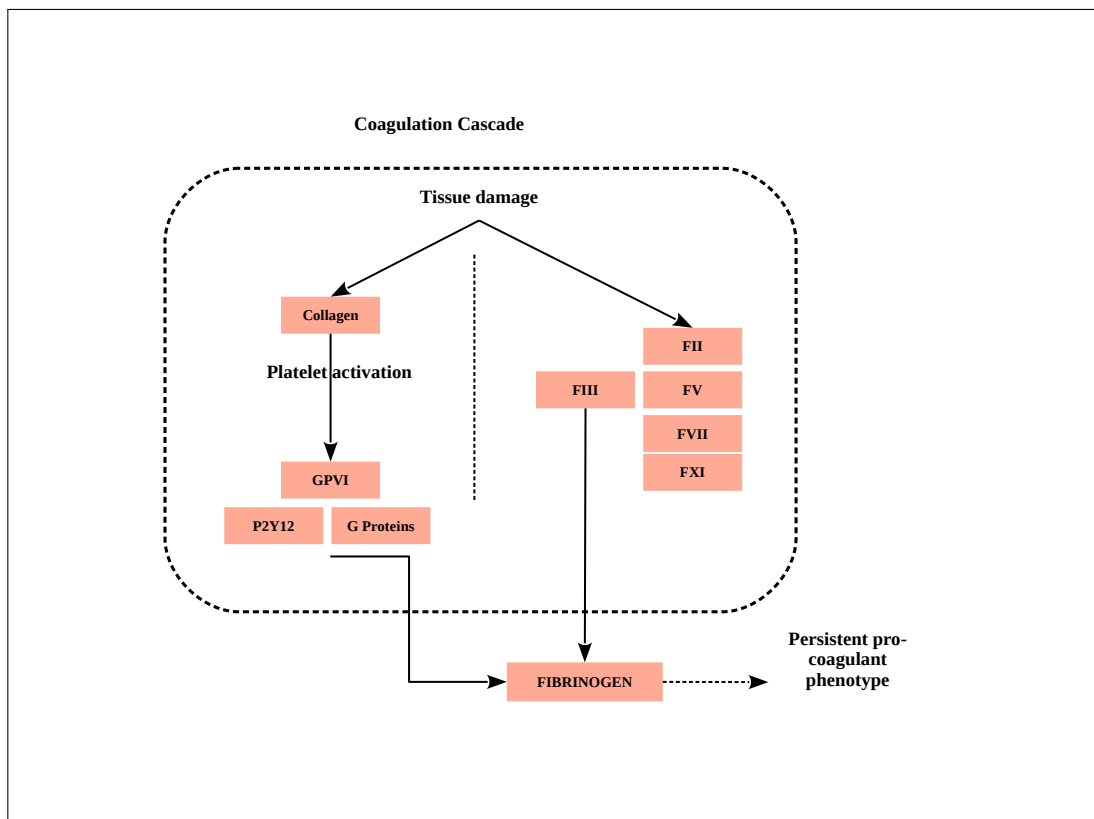 Coagulation Cascade
Tissue damage
Collagen
Platelet activation
GPVI
P2Y12
G Proteins
FII
FIII
FV
FVII
FXI
FIBRINOGEN
Persistent pro-
coagulant
phenotype